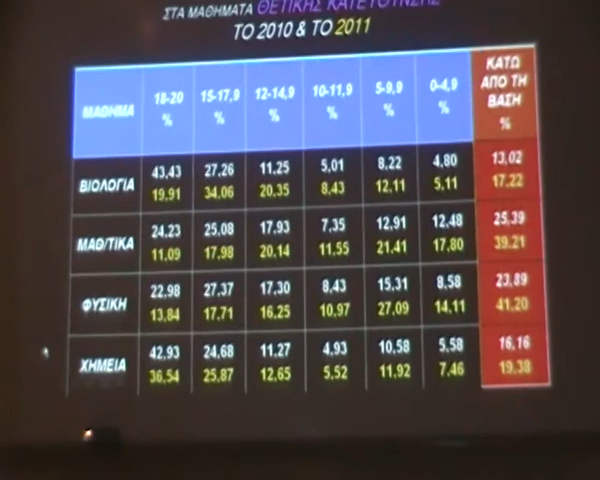 ΣΤΑ ΜΑΘΗΜΑΤΑ ΘΕΤΙΚΗΣ ΚΑΤΕΥΘΥΝΣΗΣ
ΤΟ 2010 & ΤΟ 2011
ΜΑΘΗΜΑ 18-20 % 15-17,9 % 12-14,9 % 10-11,9 % 5-9,9 % 0-4,9 % ΚΑΤΩ ΑΠΟ ΤΗ ΒΑΣΗ %
ΒΙΟΛΟΓΙΑ 43,43 27,26 11,25 5,01 8,22 4,80 13,02
19,91 34,06 20,35 8,43 12,11 5,11 17,22
ΜΑΘ/ΤΙΚΑ 24,23 25,08 17,93 7,35 12,91 12,48 25,39
11,09 17,98 20,14 11,55 21,41 17,80 39,21
ΦΥΣΙΚΗ 22,98 27,37 17,30 8,43 15,31 8,58 23,89
13,84 17,71 16,25 10,97 27,09 14,11 41,20
ΧΗΜΕΙΑ 42,93 24,68 11,27 4,93 10,58 5,58 16,16
36,54 25,87 12,65 5,52 11,92 7,46 19,38